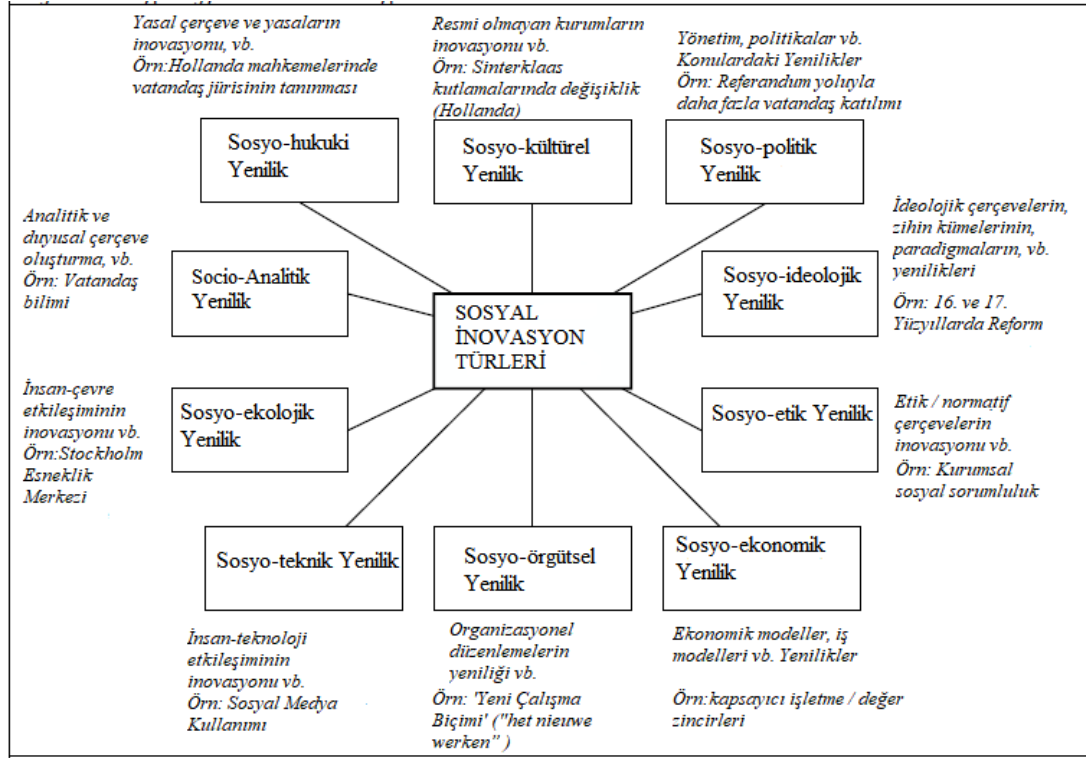 Yasal çerçeve ve yasaların
inovasyonu, vb.
Örn:Hollanda mahkemelerinde
vatandaş jürisinin tanınması
Resmi olmayan kurumların
inovasyonu vb.
Örn: Sinterklaas
kutlamalarında değişiklik
(Hollanda)
Yönetim, politikalar vb.
Konulardaki Yenilikler
Örn: Referandum yoluyla
daha fazla vatandaş katılımı
Sosyo-hukuki
Yenilik
Sosyo-kültürel
Yenilik
Sosyo-politik
Yenilik
Analitik ve
duyusal çerçeve
oluşturma, vb.
Örn: Vatandaş
bilimi
Socio-Analitik
Yenilik
SOSYAL
İNOVASYON
TÜRLERİ
Sosyo-ideolojik
Yenilik
İdeolojik çerçevelerin,
zihin kümelerinin,
paradigmaların, vb.
yenilikleri
Örn: 16. ve 17.
Yüzyıllarda Reform
İnsan-çevre
etkileşiminin
inovasyonu vb.
Örn:Stockholm
Esneklik
Merkezi
Sosyo-ekolojik
Yenilik
Sosyo-etik Yenilik
Etik / normatif
çerçevelerin
inovasyonu vb.
Örn: Kurumsal
sosyal sorumluluk
Sosyo-teknik Yenilik
Sosyo-örgütsel
Yenilik
Sosyo-ekonomik
Yenilik
İnsan-teknoloji
etkileşiminin
inovasyonu vb.
Örn: Sosyal Medya
Kullanımı
Organizasyonel
düzenlemelerin
yeniliği vb.
Örn: 'Yeni Çalışma
Biçimi' ("het nieuwe
werken" )
Ekonomik modeller, iş
modelleri vb. Yenilikler
Örn:kapsayıcı işletme / değer
zincirleri